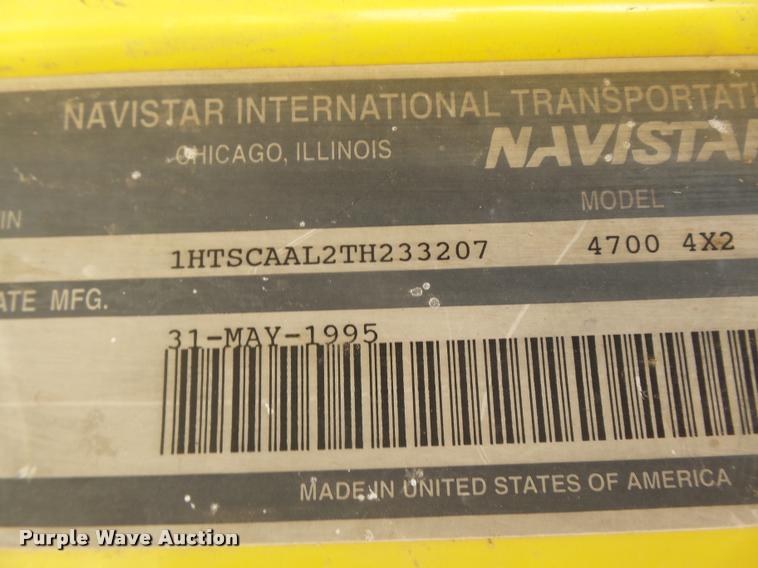 NAVISTAR INTERNATIONAL TRANSPORTATI
CHICAGO, ILLINOIS NAVISTAR
IN MODEL
1HTSCAAL2TH233207 4700 4X2
ATE MFG.
31-MAY-1995
MADE IN UNITED STATES OF AMERICA
Purple Wave Auction